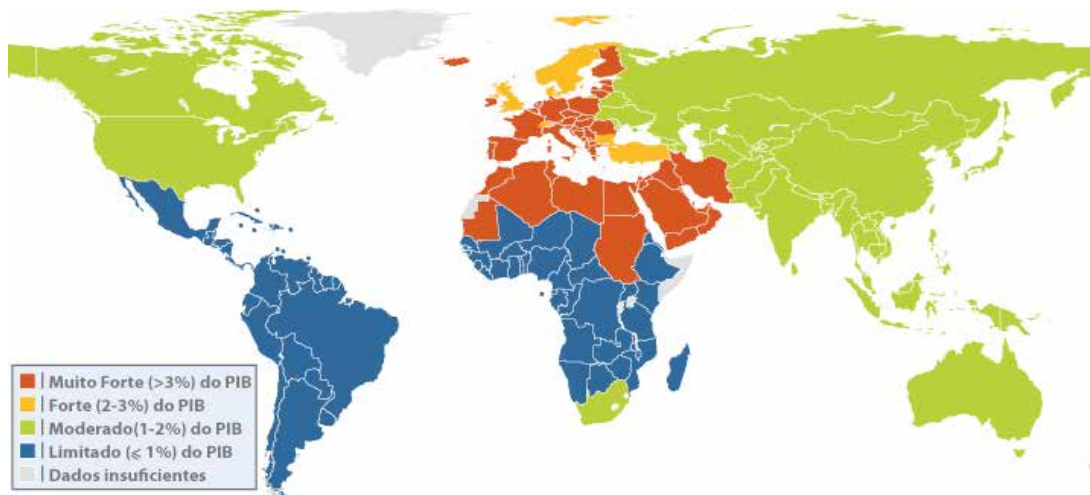 Muito Forte (>3%) do PIB
Forte (2-3%) do PIB
Moderado(1-2%) do PIB
Limitado (⩽ 1%) do PIB
Dados insuficientes